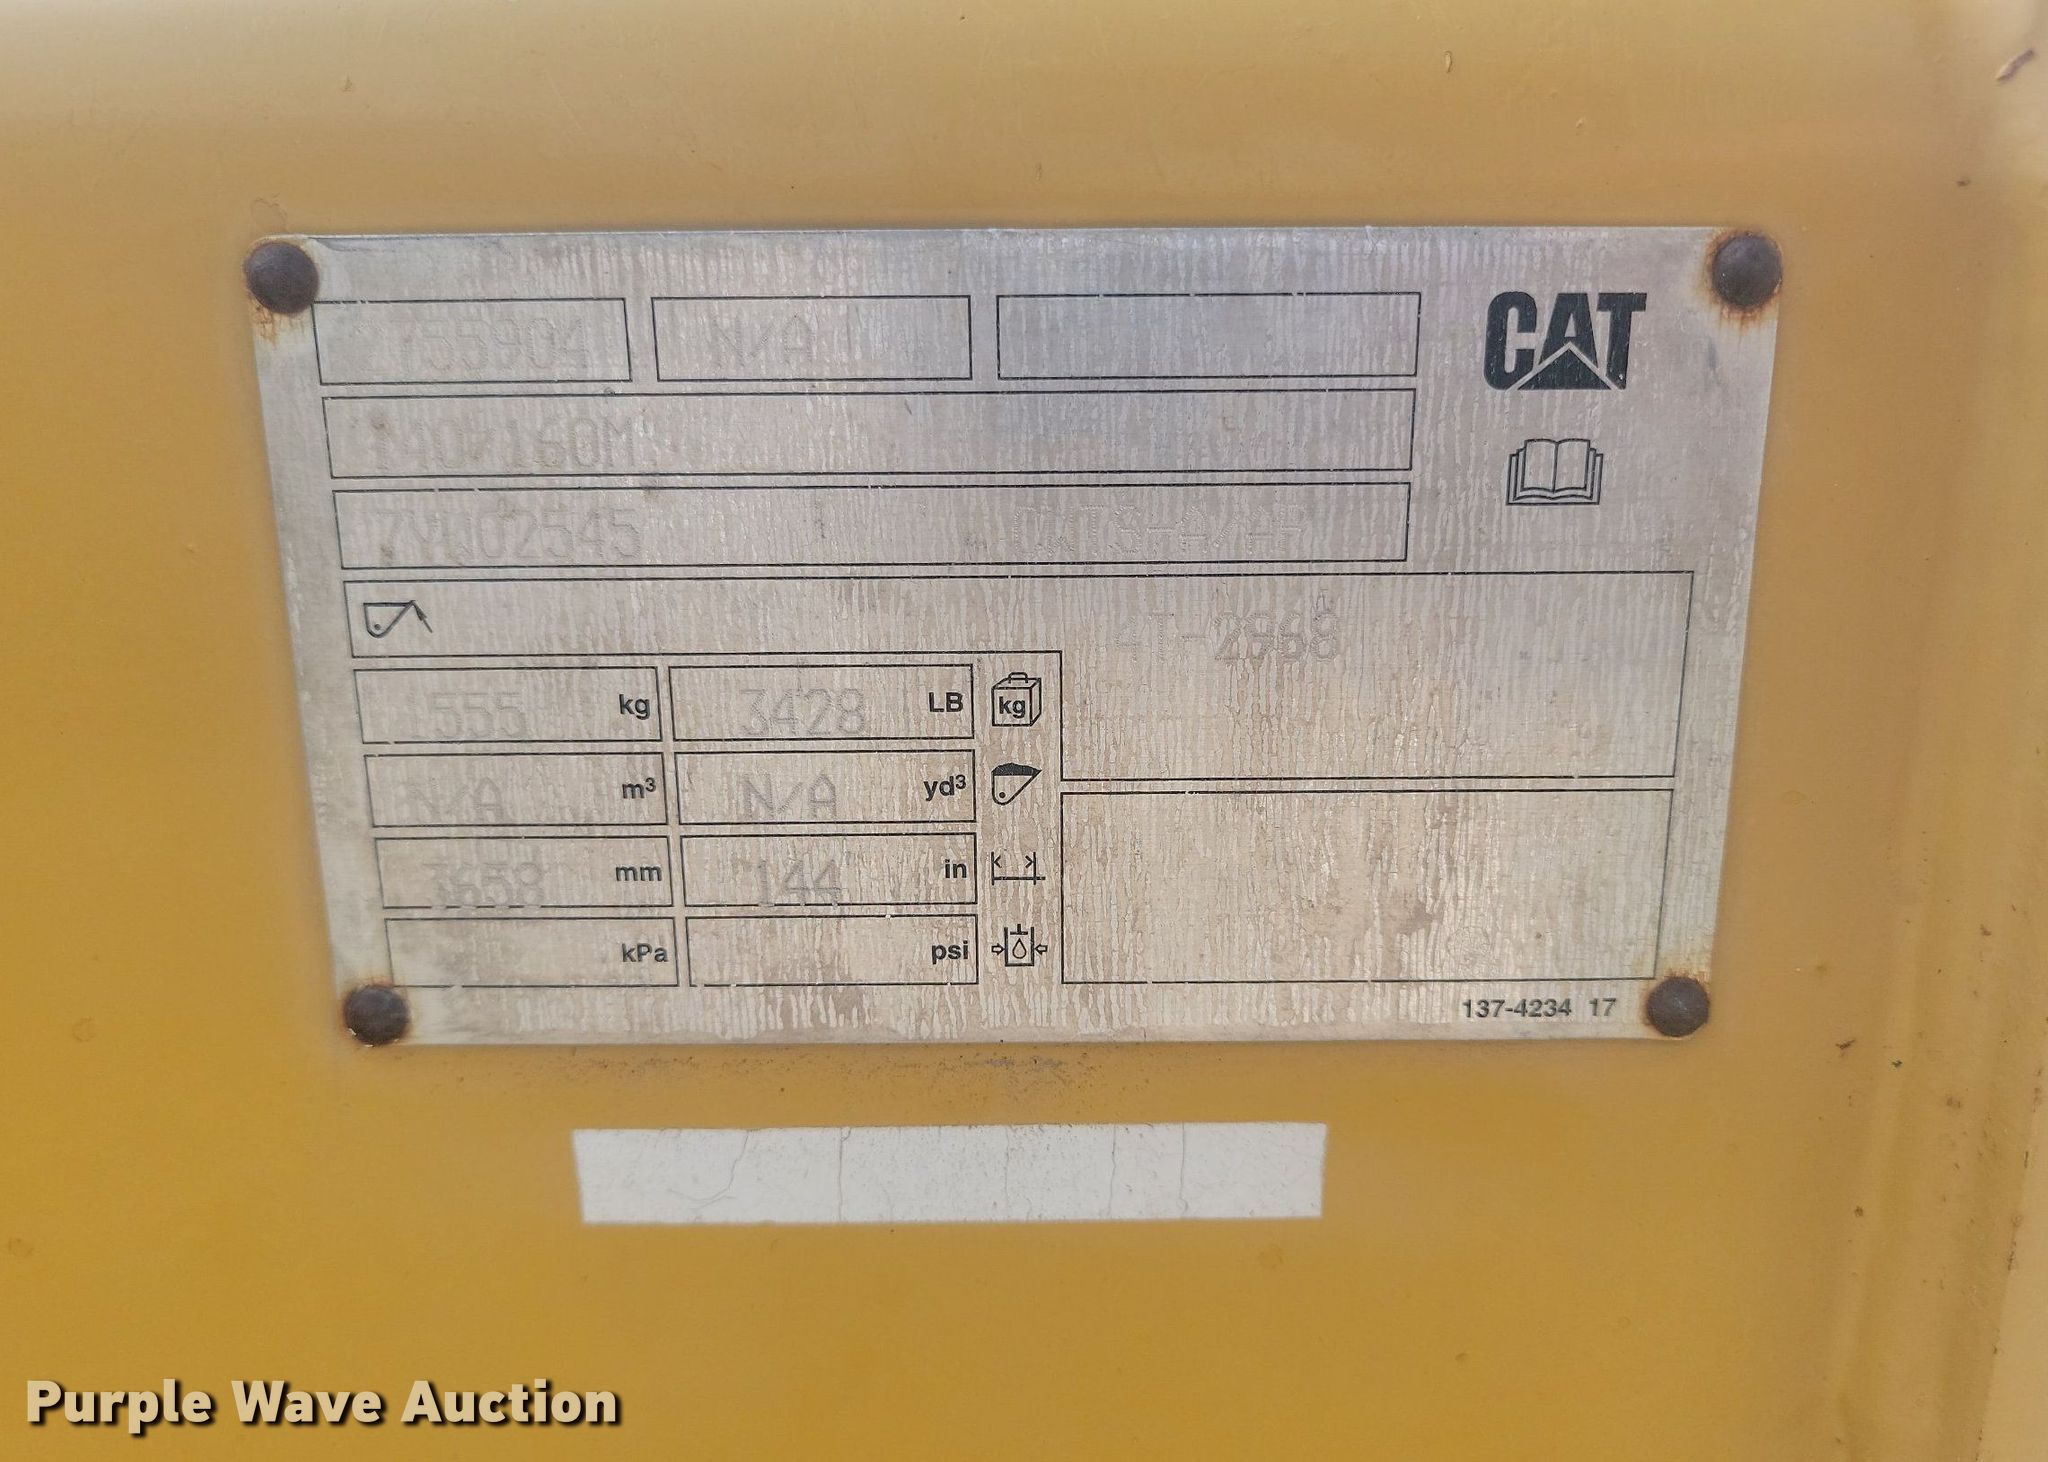 2755904 N/A
CAT
140-160M
7YW02545
4T-2968
1555 kg 3428 LB kg
N/A m³ N/A yd³
3658 mm 144 in
kPa psi
137-4234 17
Purple Wave Auction